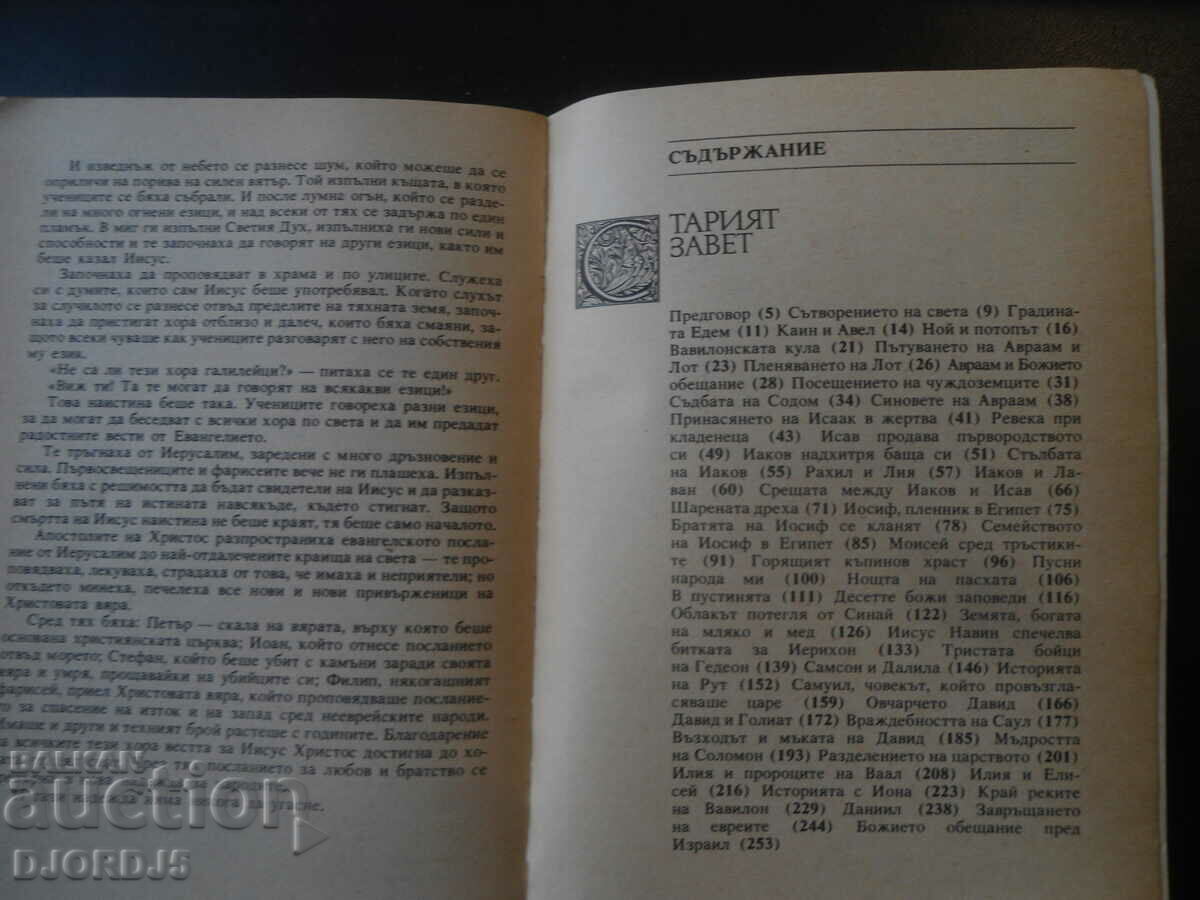 И изведнъж от небето се разнесе шум, който можеше да се
оприличи на порива на силен вятър. Той изпълни къщата, в която
учениците се бяха събрали. И после лумна огън, който се разде-
ли на много огнени езици, и над всеки от тях се задържа по един
пламък. В миг ги изпълни Светия Дух, изпълниха ги нови сили и
способности и те започнаха да говорят на други езици, както им
беше казал Иисус.
Започнаха да проповядват в храма и по улиците. Служеха
си с думите, които сам Иисус беше употребявал. Когато слухът
за случилото се разнесе отвъд пределите на тяхната земя, започ-
наха да пристигат хора отблизо и далеч, които бяха смаяни, за-
щото всеки чуваше как учениците разговарят с него на собствения
му език.
«Не са ли тези хора галилейци?» — питаха се те един друг.
«Виж ти! Та те могат да говорят на всякакви езици!»
Това наистина беше така. Учениците говореха разни езици,
за да могат да беседват с всички хора по света и да им предадат
радостните вести от Евангелието.
Те тръгнаха от Иерусалим, заредени с много дръзновение и
сила. Първосвещениците и фарисеите вече не ги плашеха. Изпъл-
нени бяха с решимостта да бъдат свидетели на Иисус и да разказ-
ват за пътя на истината навсякъде, където стигнат. Защото
смъртта на Иисус наистина не беше краят, тя беше само началото.
Апостолите на Христос разпространиха евангелското посла-
ние от Иерусалим до най-отдалечените краища на света — те про-
повядваха, лекуваха, страдаха от това, че имаха и неприятели; но
откъдето минеха, печелеха все нови и нови привърженици на
Христовата вяра.
Сред тях бяха: Петър — скала на вярата, върху която беше
основана християнската църква; Иоан, който отнесе посланието
отвъд морето; Стефан, който беше убит с камъни заради своята
вяра и умря, прощавайки на убийците си; Филип, някогашният
фарисей, приел Христовата вяра, който проповядваше послание-
то за спасение на изток и на запад сред нееврейските народи.
Имаше и други и техният брой растеше с годините. Благодарение
на всичките тези хора вестта за Иисус Христос достигна до хо-
през тях посланието за любов и братство се
надежда за народите.
тази надежда няма никога да угасне.
СЪДЪРЖАНИЕ
СТАРИЯТ
ЗАВЕТ
Предговор (5) Сътворението на света (9) Градина-
та Едем (11) Каин и Авел (14) Ной и потопът (16)
Вавилонската кула (21) Пътуването на Авраам и
Лот (23) Пленяването на Лот (26) Авраам и Божието
обещание (28) Посещението на чуждоземците (31)
Съдбата на Содом (34) Синовете на Авраам (38)
Принасянето на Исаак в жертва (41) Ревека при
кладенеца (43) Исав продава първородството
си (49) Иаков надхитря баща си (51) Стълбата
на Иаков (55) Рахил и Лия (57) Иаков и Ла-
ван (60) Срещата между Иаков и Исав (66)
Шарената дреха (71) Иосиф, пленник в Египет (75)
Братята на Иосиф се кланят (78) Семейството
на Иосиф в Египет (85) Моисей сред тръстики-
те (91) Горящият къпинов храст (96) Пусни
народа ми (100) Нощта на пасхата (106)
В пустинята (111) Десетте божи заповеди (116)
Облакът потегля от Синай (122) Земята, богата
на мляко и мед (126) Иисус Навин спечелва
битката за Иерихон (133) Тристата бойци
на Гедеон (139) Самсон и Далила (146) Историята
на Рут (152) Самуил, човекът, който провъзгла-
сяваше царе (159) Овчарчето Давид (166)
Давид и Голиат (172) Враждебността на Саул (177)
Възходът и мъката на Давид (185) Мъдростта
на Соломон (193) Разделението на царството (201)
Илия и пророците на Ваал (208) Илия и Ели-
сей (216) Историята с Иона (223) Край реките
на Вавилон (229) Даниил (238) Завръщането
на евреите (244) Божието обещание пред
Израил (253)
BALKAN
auction
DJORDJ5